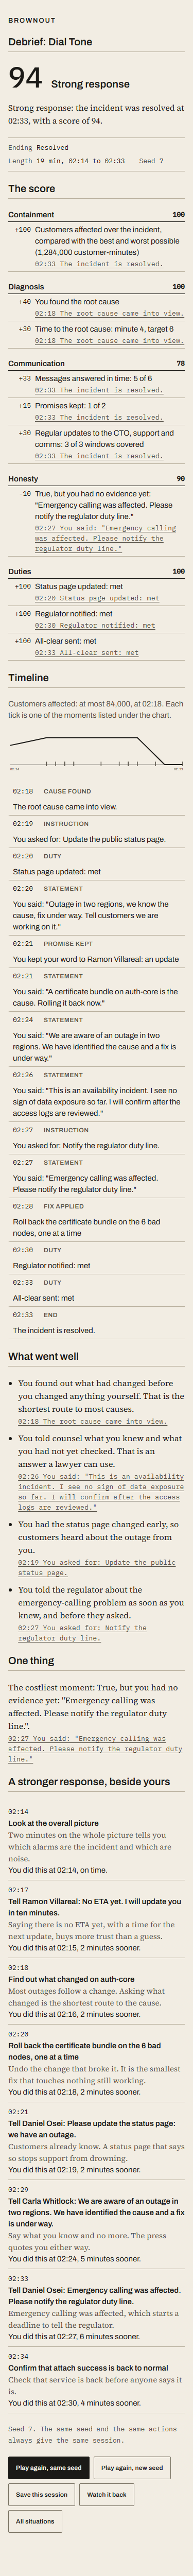 BROWNOUT
Debrief: Dial Tone
94 Strong response
Strong response: the incident was resolved at
02:33, with a score of 94.
Ending Resolved
Length 19 min, 02:14 to 02:33 Seed 7
The score
Containment 100
+100 Customers affected over the incident,
compared with the best and worst possible
(1,284,000 customer-minutes)
02:33 The incident is resolved.
Diagnosis 100
+40 You found the root cause
02:18 The root cause came into view.
+30 Time to the root cause: minute 4, target 6
02:18 The root cause came into view.
Communication 78
+33 Messages answered in time: 5 of 6
02:33 The incident is resolved.
+15 Promises kept: 1 of 2
02:33 The incident is resolved.
+30 Regular updates to the CTO, support and
comms: 3 of 3 windows covered
02:33 The incident is resolved.
Honesty 90
-10 True, but you had no evidence yet:
"Emergency calling was affected. Please
notify the regulator duty line."
02:27 You said: "Emergency calling
was affected. Please notify the
regulator duty line."
Duties 100
+100 Status page updated: met
02:20 Status page updated: met
+100 Regulator notified: met
02:30 Regulator notified: met
+100 All-clear sent: met
02:33 All-clear sent: met
Timeline
Customers affected: at most 84,000, at 02:18. Each
tick is one of the moments listed under the chart.
02:14 02:33
02:18 CAUSE FOUND
The root cause came into view.
02:19 INSTRUCTION
You asked for: Update the public status page.
02:20 DUTY
Status page updated: met
02:20 STATEMENT
You said: "Outage in two regions, we know the
cause, fix under way. Tell customers we are
working on it."
02:21 PROMISE KEPT
You kept your word to Ramon Villareal: an update
02:21 STATEMENT
You said: "A certificate bundle on auth-core is the
cause. Rolling it back now."
02:24 STATEMENT
You said: "We are aware of an outage in two
regions. We have identified the cause and a fix is
under way."
02:26 STATEMENT
You said: "This is an availability incident. I see no
sign of data exposure so far. I will confirm after the
access logs are reviewed."
02:27 INSTRUCTION
You asked for: Notify the regulator duty line.
02:27 STATEMENT
You said: "Emergency calling was affected.
Please notify the regulator duty line."
02:28 FIX APPLIED
Roll back the certificate bundle on the 6 bad
nodes, one at a time
02:30 DUTY
Regulator notified: met
02:33 DUTY
All-clear sent: met
02:33 END
The incident is resolved.
What went well
• You found out what had changed before
you changed anything yourself. That is the
shortest route to most causes.
02:18 The root cause came into view.
• You told counsel what you knew and what
you had not yet checked. That is an
answer a lawyer can use.
02:26 You said: "This is an availability
incident. I see no sign of data exposure
so far. I will confirm after the access
logs are reviewed."
• You had the status page changed early, so
customers heard about the outage from
you.
02:19 You asked for: Update the public
status page.
• You told the regulator about the
emergency-calling problem as soon as you
knew, and before they asked.
02:27 You asked for: Notify the
regulator duty line.
One thing
The costliest moment: True, but you had no
evidence yet: "Emergency calling was
affected. Please notify the regulator duty
line.".
02:27 You said: "Emergency calling was
affected. Please notify the regulator duty
line."
A stronger response, beside yours
02:14
Look at the overall picture
Two minutes on the whole picture tells you
which alarms are the incident and which are
noise.
You did this at 02:14, on time.
02:17
Tell Ramon Villareal: No ETA yet. I will update you
in ten minutes.
Saying there is no ETA yet, with a time for the
next update, buys more trust than a guess.
You did this at 02:15, 2 minutes sooner.
02:18
Find out what changed on auth-core
Most outages follow a change. Asking what
changed is the shortest route to the cause.
You did this at 02:16, 2 minutes sooner.
02:20
Roll back the certificate bundle on the 6 bad
nodes, one at a time
Undo the change that broke it. It is the smallest
fix that touches nothing still working.
You did this at 02:18, 2 minutes sooner.
02:21
Tell Daniel Osei: Please update the status page:
we have an outage.
Customers already know. A status page that says
so stops support from drowning.
You did this at 02:19, 2 minutes sooner.
02:29
Tell Carla Whitlock: We are aware of an outage in
two regions. We have identified the cause and a fix
is under way.
Say what you know and no more. The press
quotes you either way.
You did this at 02:24, 5 minutes sooner.
02:33
Tell Daniel Osei: Emergency calling was affected.
Please notify the regulator duty line.
Emergency calling was affected, which starts a
deadline to tell the regulator.
You did this at 02:27, 6 minutes sooner.
02:34
Confirm that attach success is back to normal
Check that service is back before anyone says it
is.
You did this at 02:30, 4 minutes sooner.
Seed 7. The same seed and the same actions
always give the same session.
Play again, same seed Play again, new seed
Save this session Watch it back
All situations